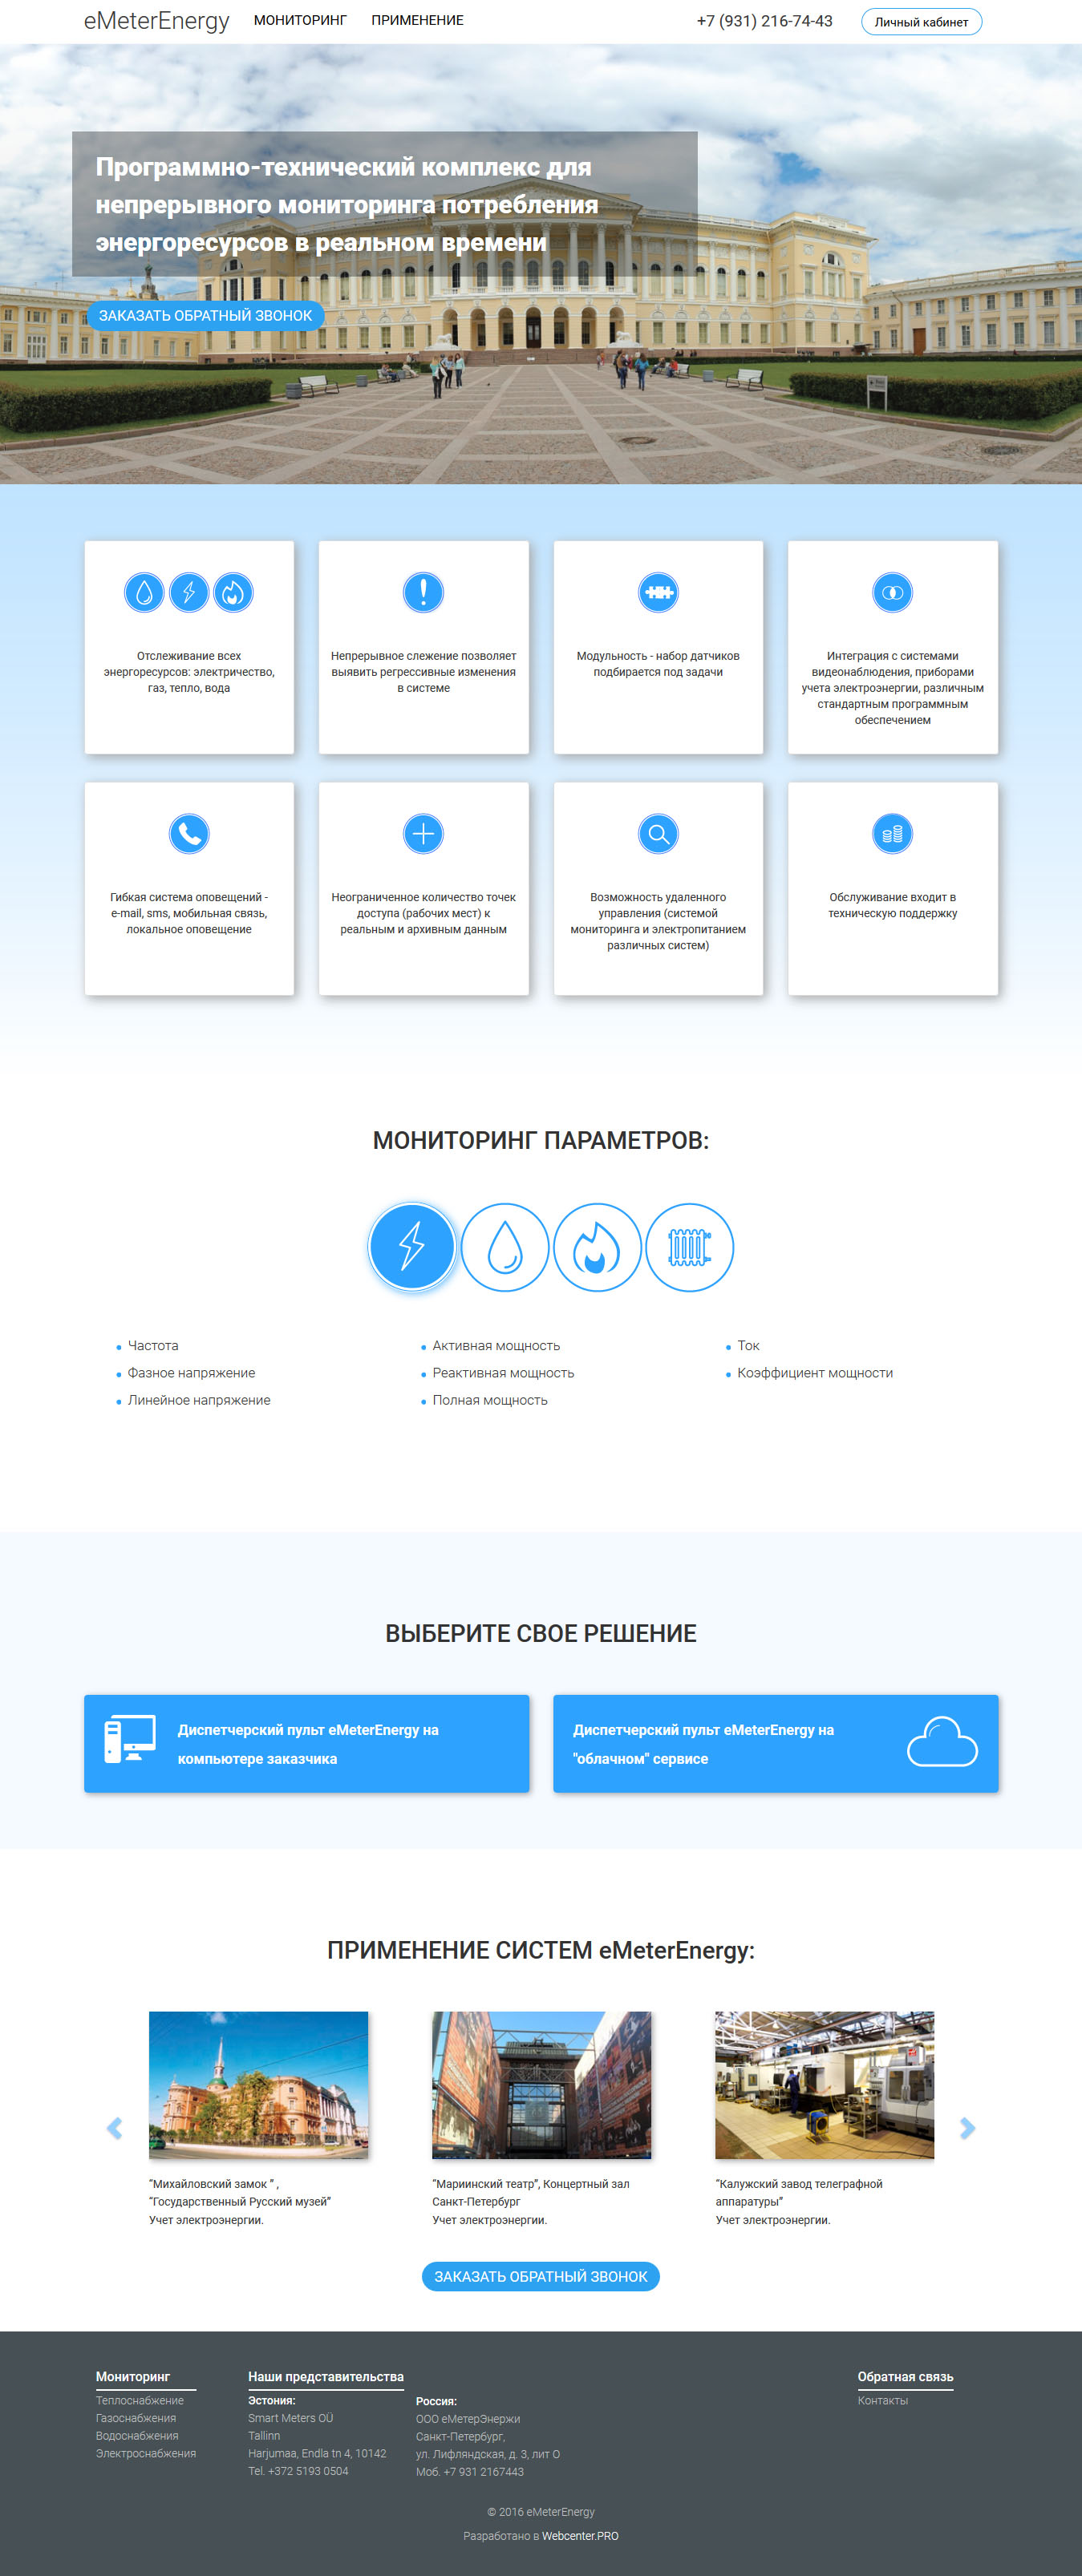 eMeterEnergy МОНИТОРИНГ ПРИМЕНЕНИЕ +7 (931) 216-74-43 Личный кабинет
Программно-технический комплекс для
непрерывного мониторинга потребления
энергоресурсов в реальном времени
ЗАКАЗАТЬ ОБРАТНЫЙ ЗВОНОК
Отслеживание всех
энергоресурсов: электричество,
газ, тепло, вода
Непрерывное слежение позволяет
выявить регрессивные изменения
в системе
Модульность - набор датчиков
подбирается под задачи
Интеграция с системами
видеонаблюдения, приборами
учета электроэнергии, различным
стандартным программным
обеспечением
Гибкая система оповещений -
e-mail, sms, мобильная связь,
локальное оповещение
Неограниченное количество точек
доступа (рабочих мест) к
реальным и архивным данным
Возможность удаленного
управления (системой
мониторинга и электропитанием
различных систем)
Обслуживание входит в
техническую поддержку
МОНИТОРИНГ ПАРАМЕТРОВ:
Частота
Фазное напряжение
Линейное напряжение
Активная мощность
Реактивная мощность
Полная мощность
Ток
Коэффициент мощности
ВЫБЕРИТЕ СВОЕ РЕШЕНИЕ
Диспетчерский пульт eMeterEnergy на
компьютере заказчика
Диспетчерский пульт eMeterEnergy на
"облачном" сервисе
ПРИМЕНЕНИЕ СИСТЕМ eMeterEnergy:
“Михайловский замок ” ,
“Государственный Русский музей”
Учет электроэнергии.
“Мариинский театр”, Концертный зал
Санкт-Петербург
Учет электроэнергии.
“Калужский завод телеграфной
аппаратуры”
Учет электроэнергии.
ЗАКАЗАТЬ ОБРАТНЫЙ ЗВОНОК
Мониторинг
Теплоснабжение
Газоснабжения
Водоснабжения
Электроснабжения
Наши представительства
Эстония:
Smart Meters OÜ
Tallinn
Harjumaa, Endla tn 4, 10142
Tel. +372 5193 0504
Россия:
ООО еМетерЭнержи
Санкт-Петербург,
ул. Лифляндская, д. 3, лит О
Моб. +7 931 2167443
Обратная связь
Контакты
© 2016 eMeterEnergy
Разработано в Webcenter.PRO